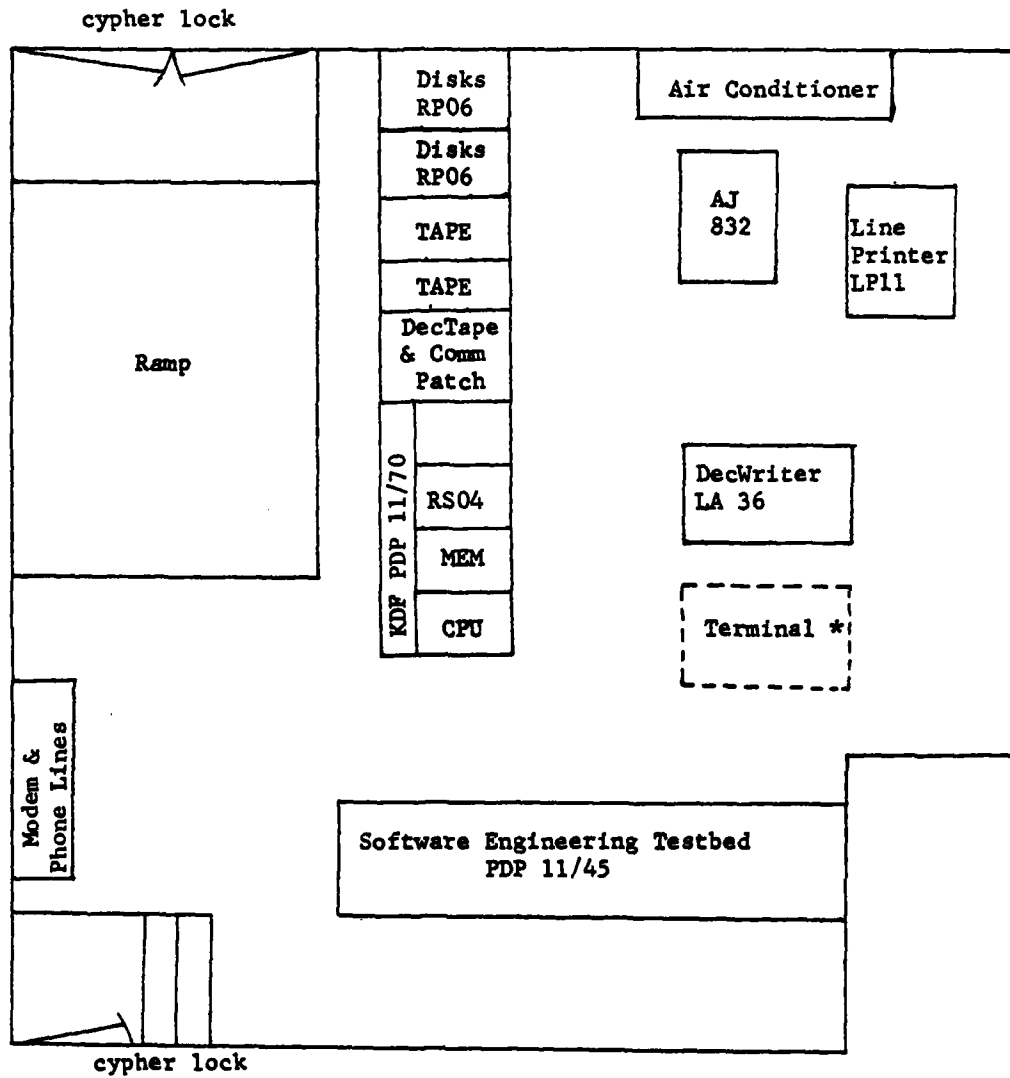 cypher lock
Disks
RP06
Air Conditioner
Disks
RP06
AJ
832
TAPE
Line
Printer
LP11
TAPE
DecTape
& Comm
Patch
Ramp
KDF PDP 11/70
RS04
MEM
CPU
DecWriter
LA 36
Terminal *
Modem &
Phone Lines
Software Engineering Testbed
PDP 11/45
cypher lock